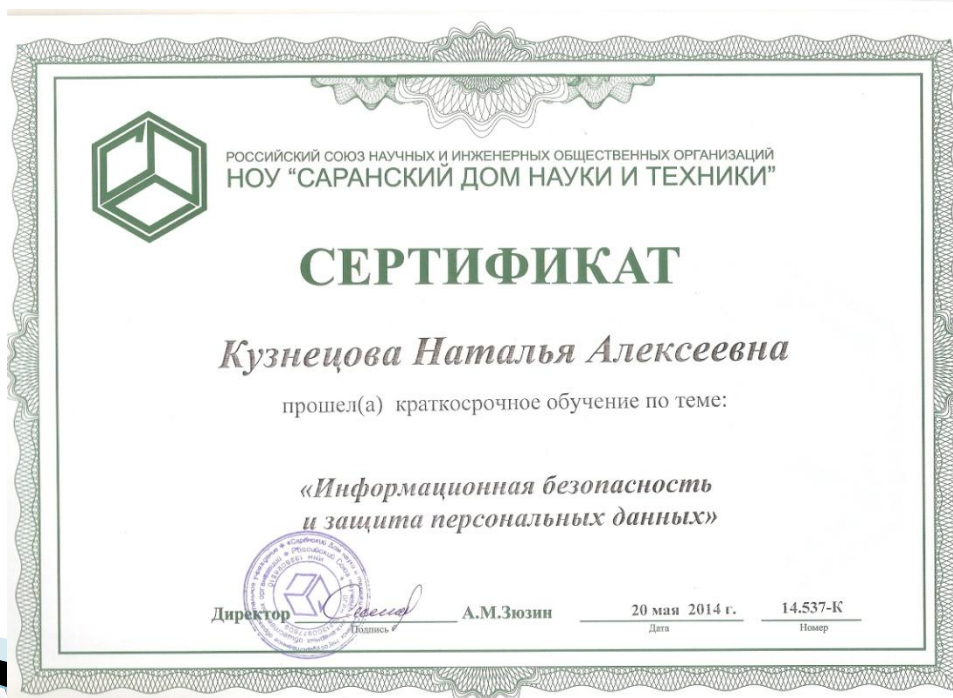 РОССИЙСКИЙ СОЮЗ НАУЧНЫХ И ИНЖЕНЕРНЫХ ОБЩЕСТВЕННЫХ ОРГАНИЗАЦИЙ
НОУ “САРАНСКИЙ ДОМ НАУКИ И ТЕХНИКИ”
СЕРТИФИКАТ
Кузнецова Наталья Алексеевна
прошел(а) краткосрочное обучение по теме:
«Информационная безопасность
и защита персональных данных»
Директор А.М.Зюзин 20 мая 2014 г. 14.537-К
Подпись Дата Номер